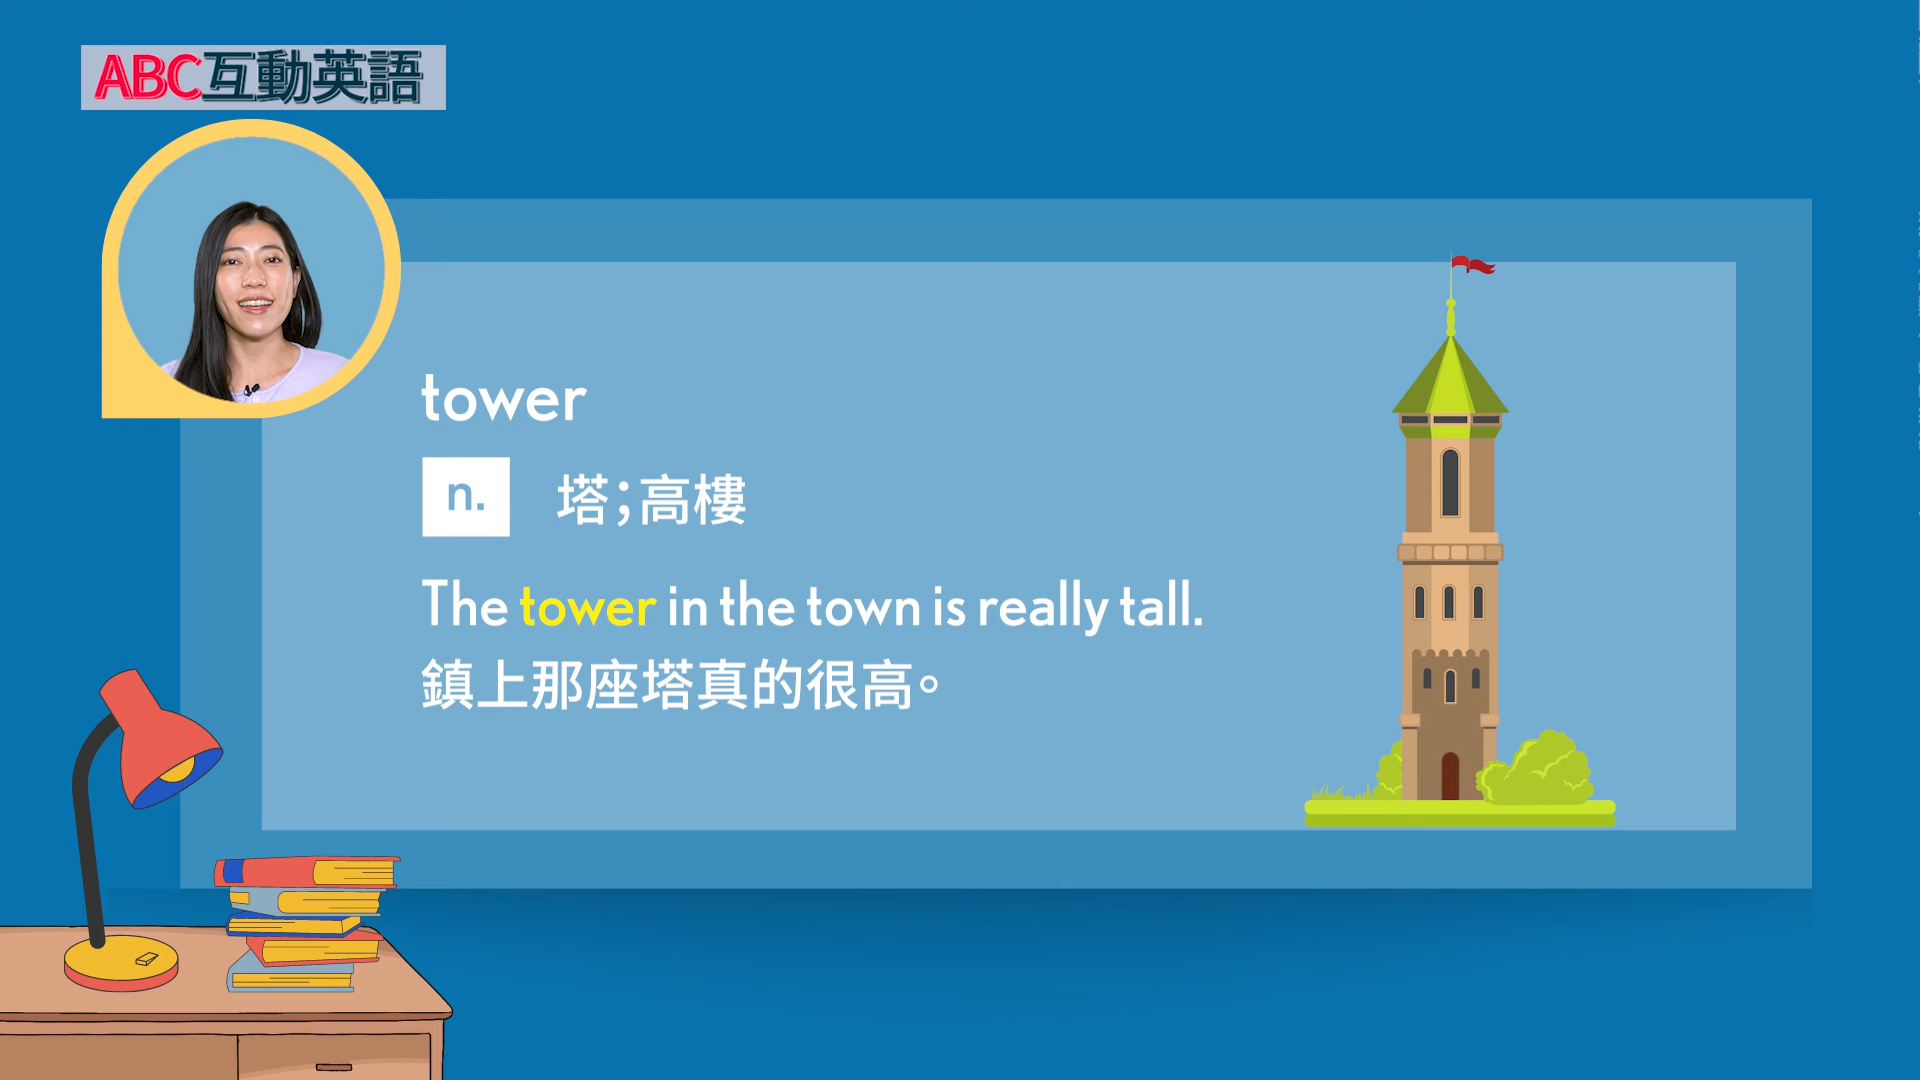 ABC互動英語
tower
n. 塔;高樓
The tower in the town is really tall.
鎮上那座塔真的很高。